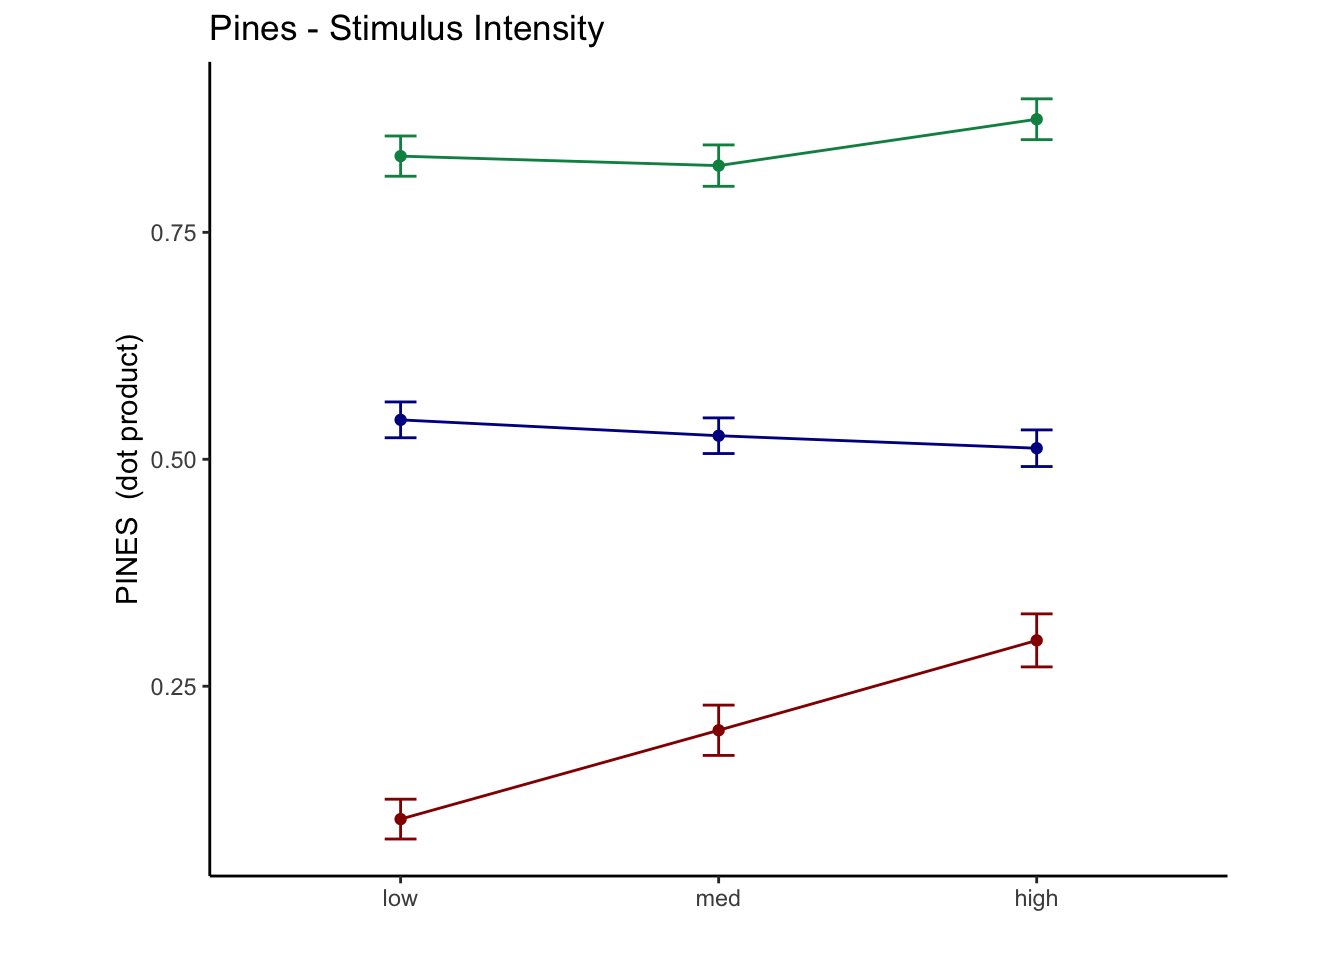 Pines - Stimulus Intensity
PINES  (dot product)
0.75
0.50
0.25
low
med
high